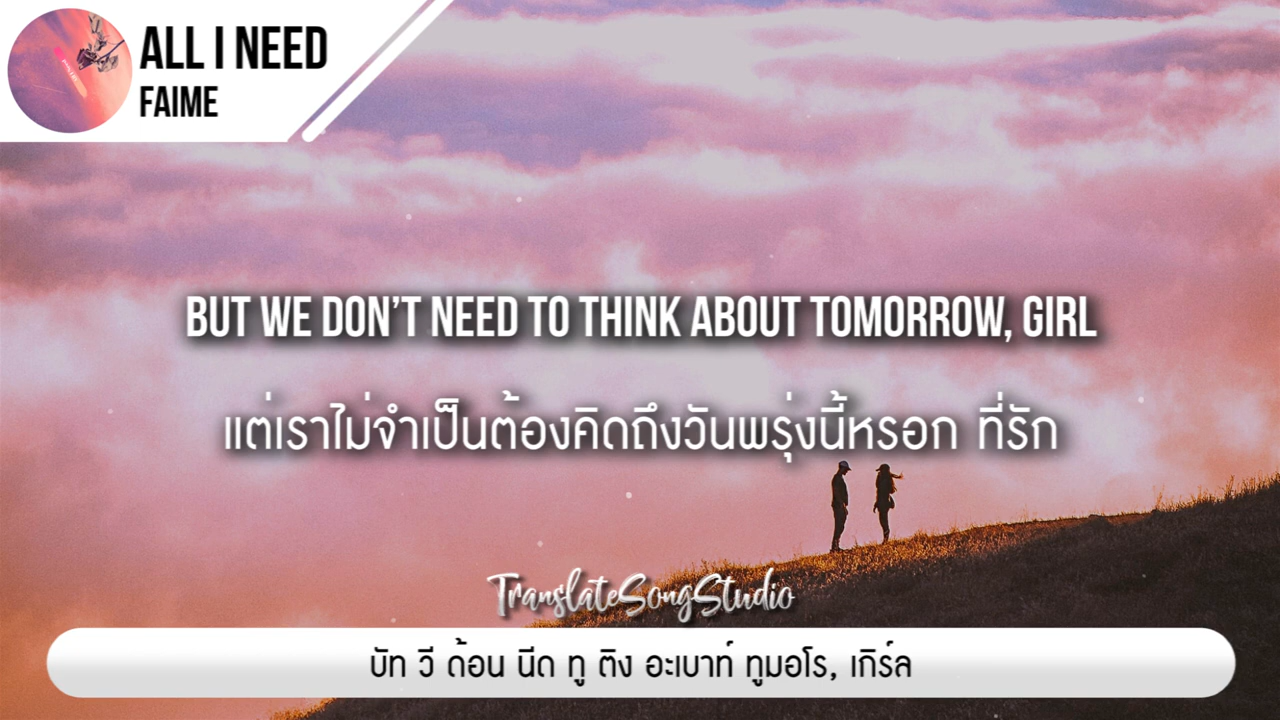 ALL I NEED
FAIME
BUT WE DON'T NEED TO THINK ABOUT TOMORROW, GIRL
แต่เราไม่จำเป็นต้องคิดถึงวันพรุ่งนี้หรอก ที่รัก
TranslateSongStudio
บัท วี ด้อน นีด ทู ติง อะเบาท์ ทูมอโร, เกิร์ล